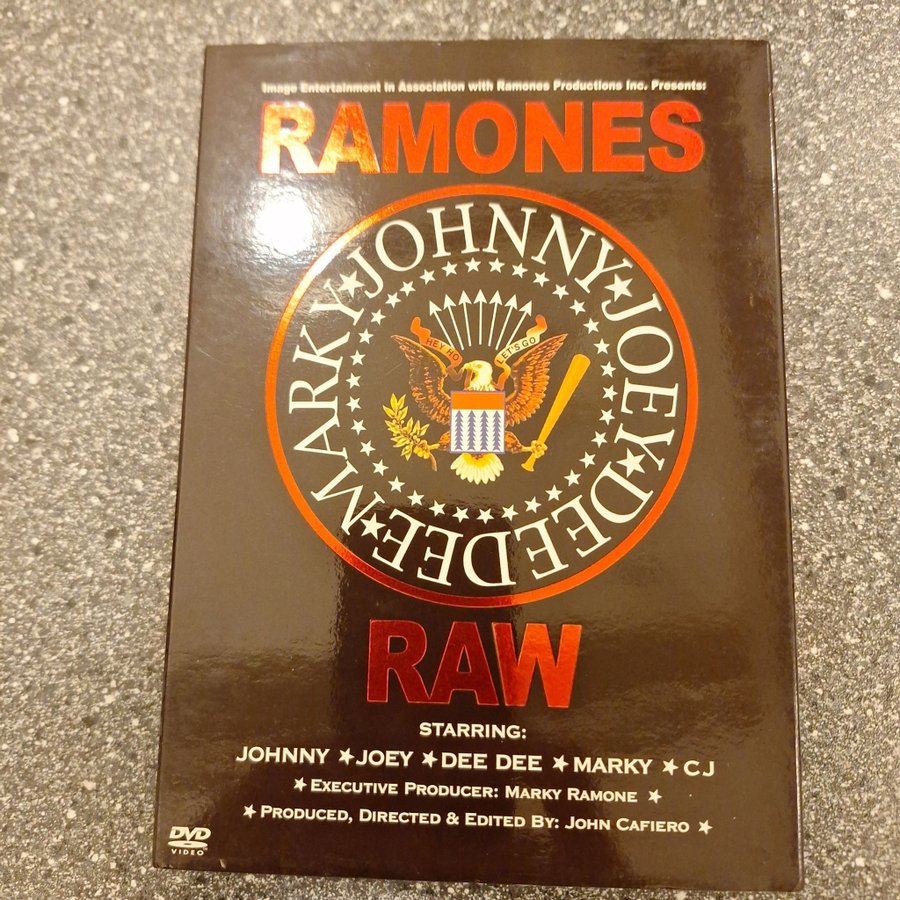 Image Entertainment in Association with Ramones Productions Inc. Presents:
RAMONES
JOHNNY ★ JOEY ★ DEE DEE ★ MARKY ★
HEY HO LET'S GO
RAW
STARRING:
JOHNNY ★ JOEY ★ DEE DEE ★ MARKY ★ CJ
★ EXECUTIVE PRODUCER: MARKY RAMONE ★
★ PRODUCED, DIRECTED & EDITED BY: JOHN CAFIERO ★
DVD
VIDEO